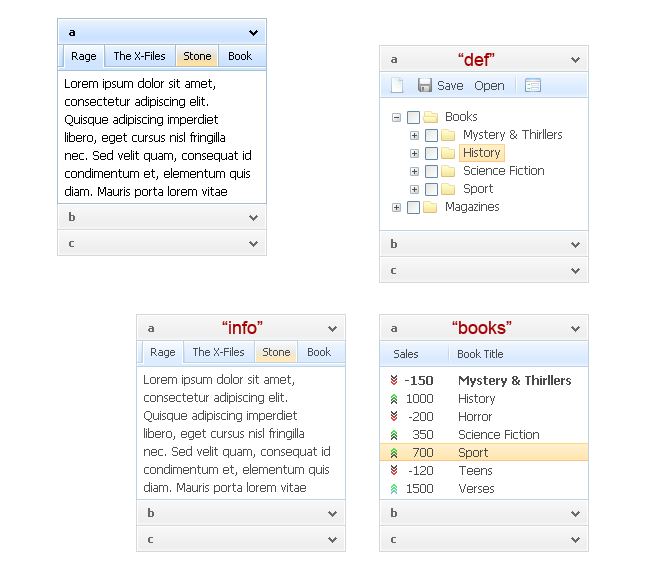 a
Rage The X-Files Stone Book
Lorem ipsum dolor sit amet,
consectetur adipiscing elit.
Quisque adipiscing imperdiet
libero, eget cursus nisl fringilla
nec. Sed velit quam, consequat id
condimentum et, elementum quis
diam. Mauris porta lorem vitae
b
c
a “def”
Save Open
Books
Mystery & Thirllers
History
Science Fiction
Sport
Magazines
b
c
a “info”
Rage The X-Files Stone Book
Lorem ipsum dolor sit amet,
consectetur adipiscing elit.
Quisque adipiscing imperdiet
libero, eget cursus nisl fringilla
nec. Sed velit quam, consequat id
condimentum et, elementum quis
diam. Mauris porta lorem vitae
b
c
a “books”
Sales Book Title
-150 Mystery & Thirllers
1000 History
-200 Horror
350 Science Fiction
700 Sport
-120 Teens
1500 Verses
b
c